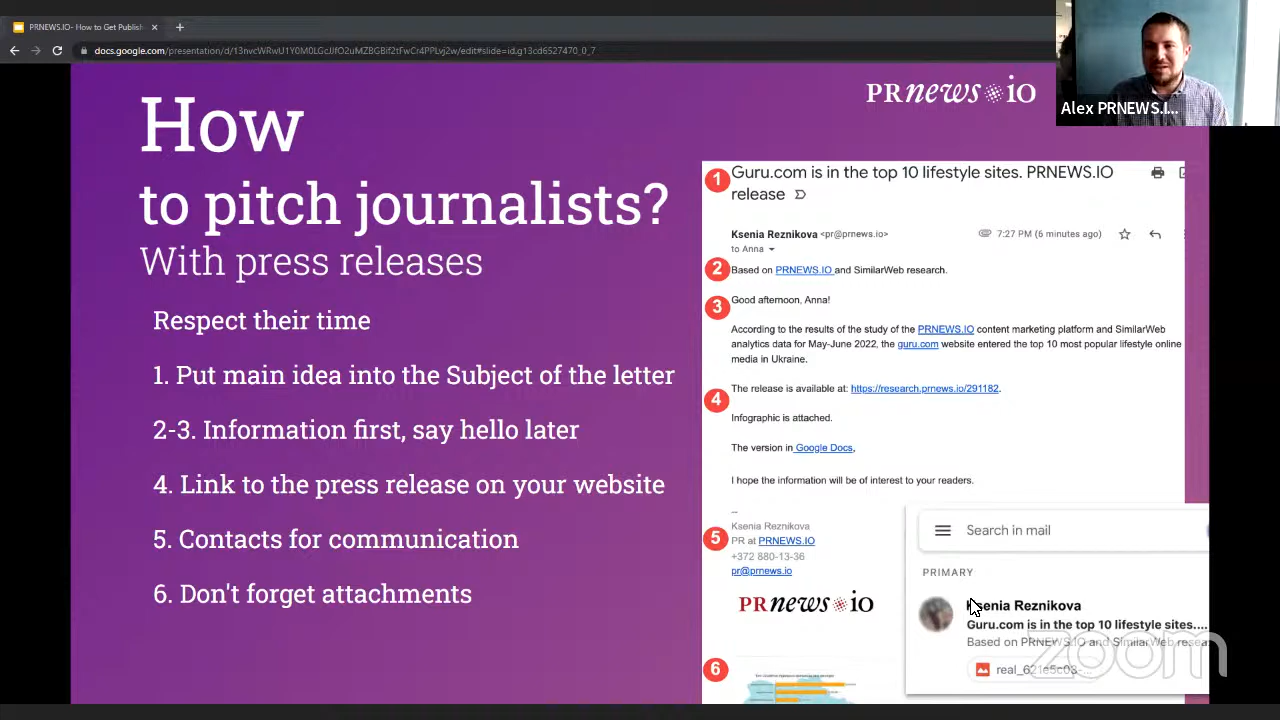 PRNEWS.IO- How to Get Publish
docs.google.com/presentation/d/13nvcWRwU1Y0M0LGcJJfO2uMZBGBif2tFwCr4PPLvj2w/edit#slide=id.g13cd6527470_0_7
Alex PRNEWS.I...
PRnews io
How
to pitch journalists?
With press releases
Respect their time
1. Put main idea into the Subject of the letter
2-3. Information first, say hello later
4. Link to the press release on your website
5. Contacts for communication
6. Don't forget attachments
1
Guru.com is in the top 10 lifestyle sites. PRNEWS.IO
release
Ksenia Reznikova <pr@prnews.io>
7:27 PM (6 minutes ago)
to Anna
2
Based on PRNEWS.IO and SimilarWeb research.
3
Good afternoon, Anna!
According to the results of the study of the PRNEWS.IO content marketing platform and SimilarWeb
analytics data for May-June 2022, the guru.com website entered the top 10 most popular lifestyle online
media in Ukraine.
The release is available at: https://research.prnews.io/291182.
4
Infographic is attached.
The version in Google Docs,
I hope the information will be of interest to your readers.
--
5
Ksenia Reznikova
PR at PRNEWS.IO
+372 880-13-36
pr@prnews.io
PRnews io
6
Search in mail
PRIMARY
Ksenia Reznikova
Guru.com is in the top 10 lifestyle sites....
Based on PRNEWS.IO and SimilarWeb resea
zoom